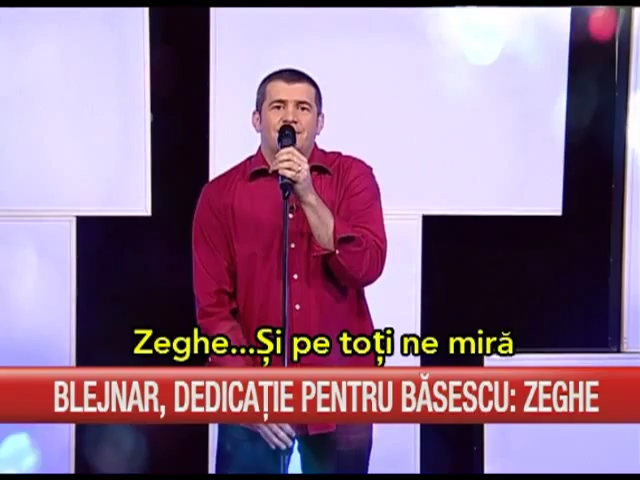 Zeghe...Și pe toți ne miră
BLEJNAR, DEDICAȚIE PENTRU BĂSESCU: ZEGHE